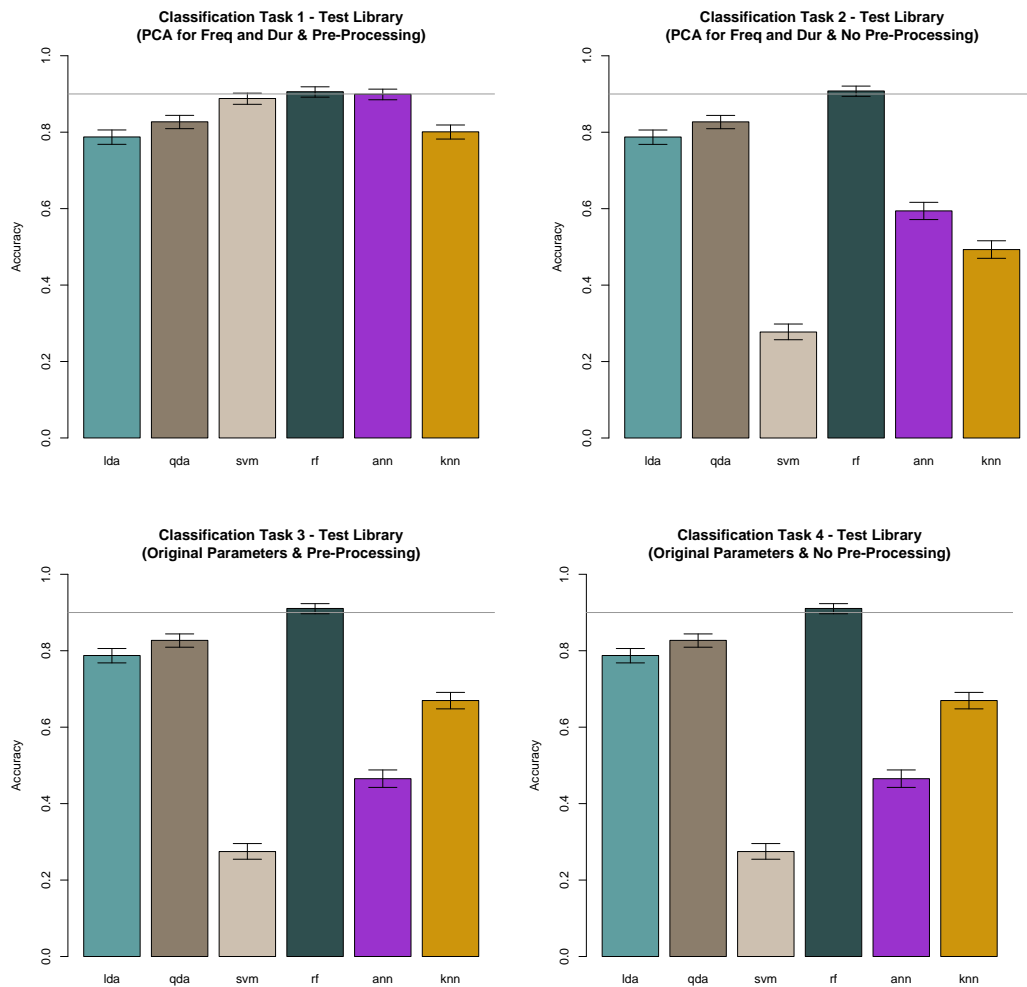 Classification Task 1 - Test Library
(PCA for Freq and Dur & Pre-Processing)
Accuracy
1.0
0.8
0.6
0.4
0.2
0.0
lda qda svm rf ann knn
Classification Task 2 - Test Library
(PCA for Freq and Dur & No Pre-Processing)
Accuracy
1.0
0.8
0.6
0.4
0.2
0.0
lda qda svm rf ann knn
Classification Task 3 - Test Library
(Original Parameters & Pre-Processing)
Accuracy
1.0
0.8
0.6
0.4
0.2
0.0
lda qda svm rf ann knn
Classification Task 4 - Test Library
(Original Parameters & No Pre-Processing)
Accuracy
1.0
0.8
0.6
0.4
0.2
0.0
lda qda svm rf ann knn